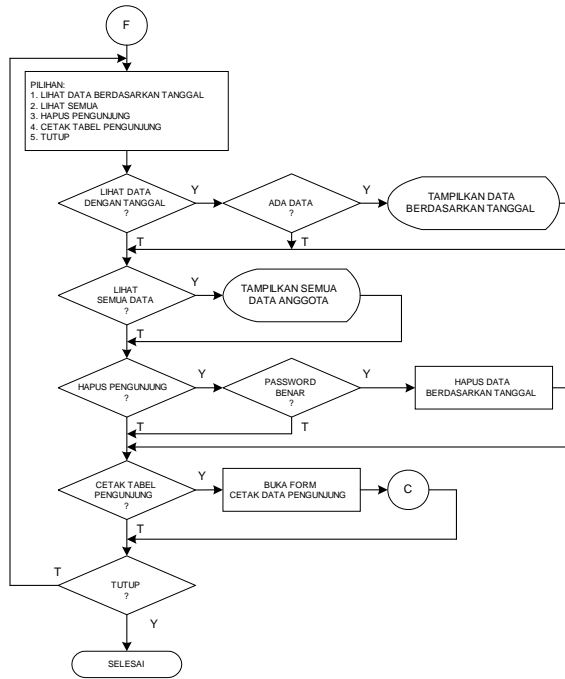 F
PILIHAN:
1. LIHAT DATA BERDASARKAN TANGGAL
2. LIHAT SEMUA
3. HAPUS PENGUNJUNG
4. CETAK TABEL PENGUNJUNG
5. TUTUP
LIHAT DATA
DENGAN TANGGAL
?
Y
T
ADA DATA
?
Y
T
TAMPILKAN DATA
BERDASARKAN TANGGAL
LIHAT
SEMUA DATA
?
Y
T
TAMPILKAN SEMUA
DATA ANGGOTA
HAPUS PENGUNJUNG
?
Y
T
PASSWORD
BENAR
?
Y
T
HAPUS DATA
BERDASARKAN TANGGAL
CETAK TABEL
PENGUNJUNG
?
Y
T
BUKA FORM
CETAK DATA PENGUNJUNG
C
TUTUP
?
T
Y
SELESAI